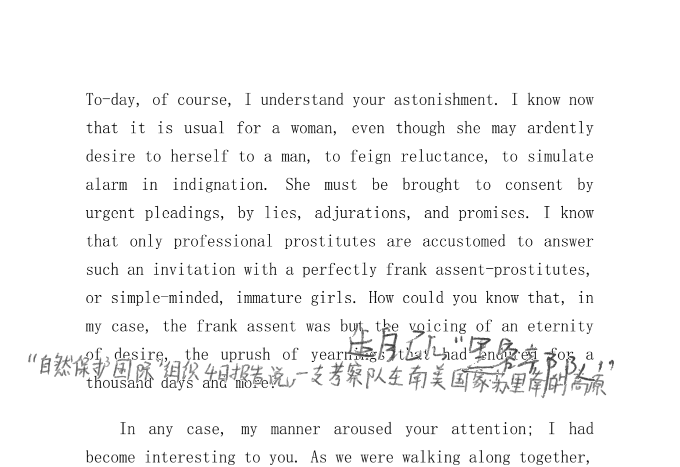 To-day, of course, I understand your astonishment. I know now
that it is usual for a woman, even though she may ardently
desire to herself to a man, to feign reluctance, to simulate
alarm in indignation. She must be brought to consent by
urgent pleadings, by lies, adjurations, and promises. I know
that only professional prostitutes are accustomed to answer
such an invitation with a perfectly frank assent-prostitutes,
or simple-minded, immature girls. How could you know that, in
my case, the frank assent was but the voicing of an eternity
of desire, the uprush of yearnings that had endured for a
“自然保护国际”组织4日报告说,一支考察队在南美国家苏里南的高原
thousand days and more.
In any case, my manner aroused your attention; I had
become interesting to you. As we were walking along together,